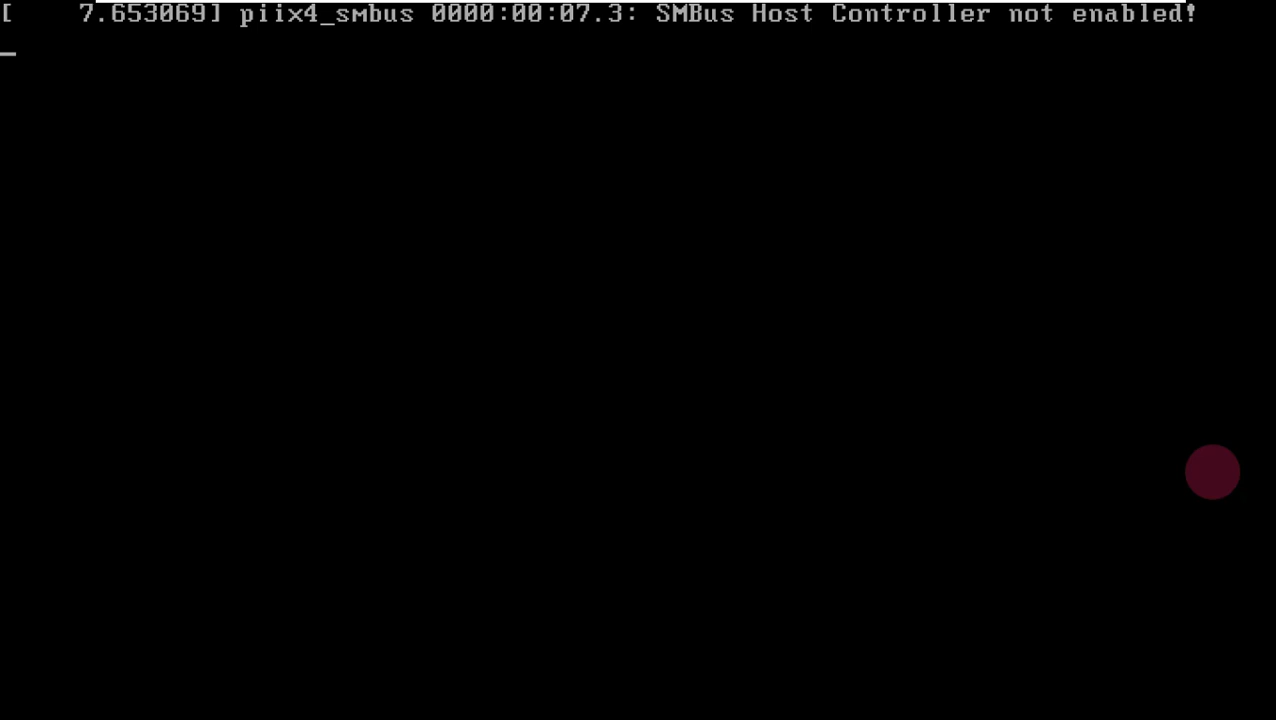 [    7.653069] piix4_smbus 0000:00:07.3: SMBus Host Controller not enabled!